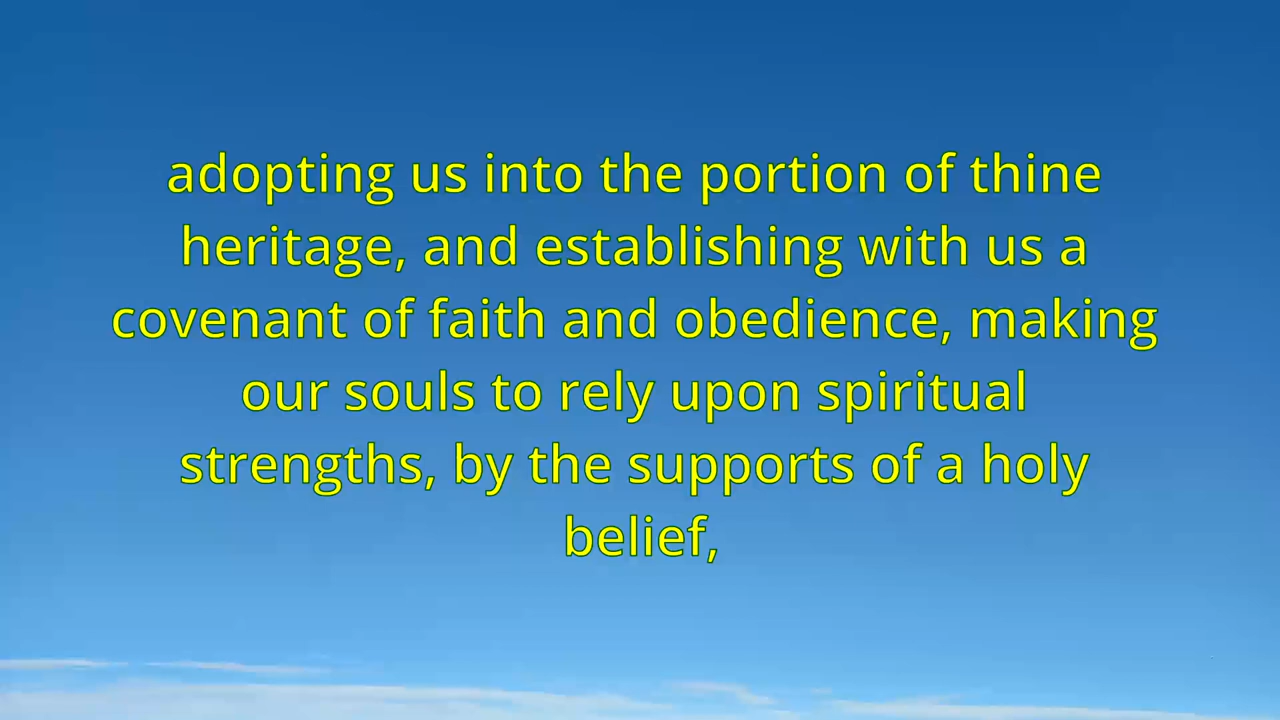 adopting us into the portion of thine
heritage, and establishing with us a
covenant of faith and obedience, making
our souls to rely upon spiritual
strengths, by the supports of a holy
belief,